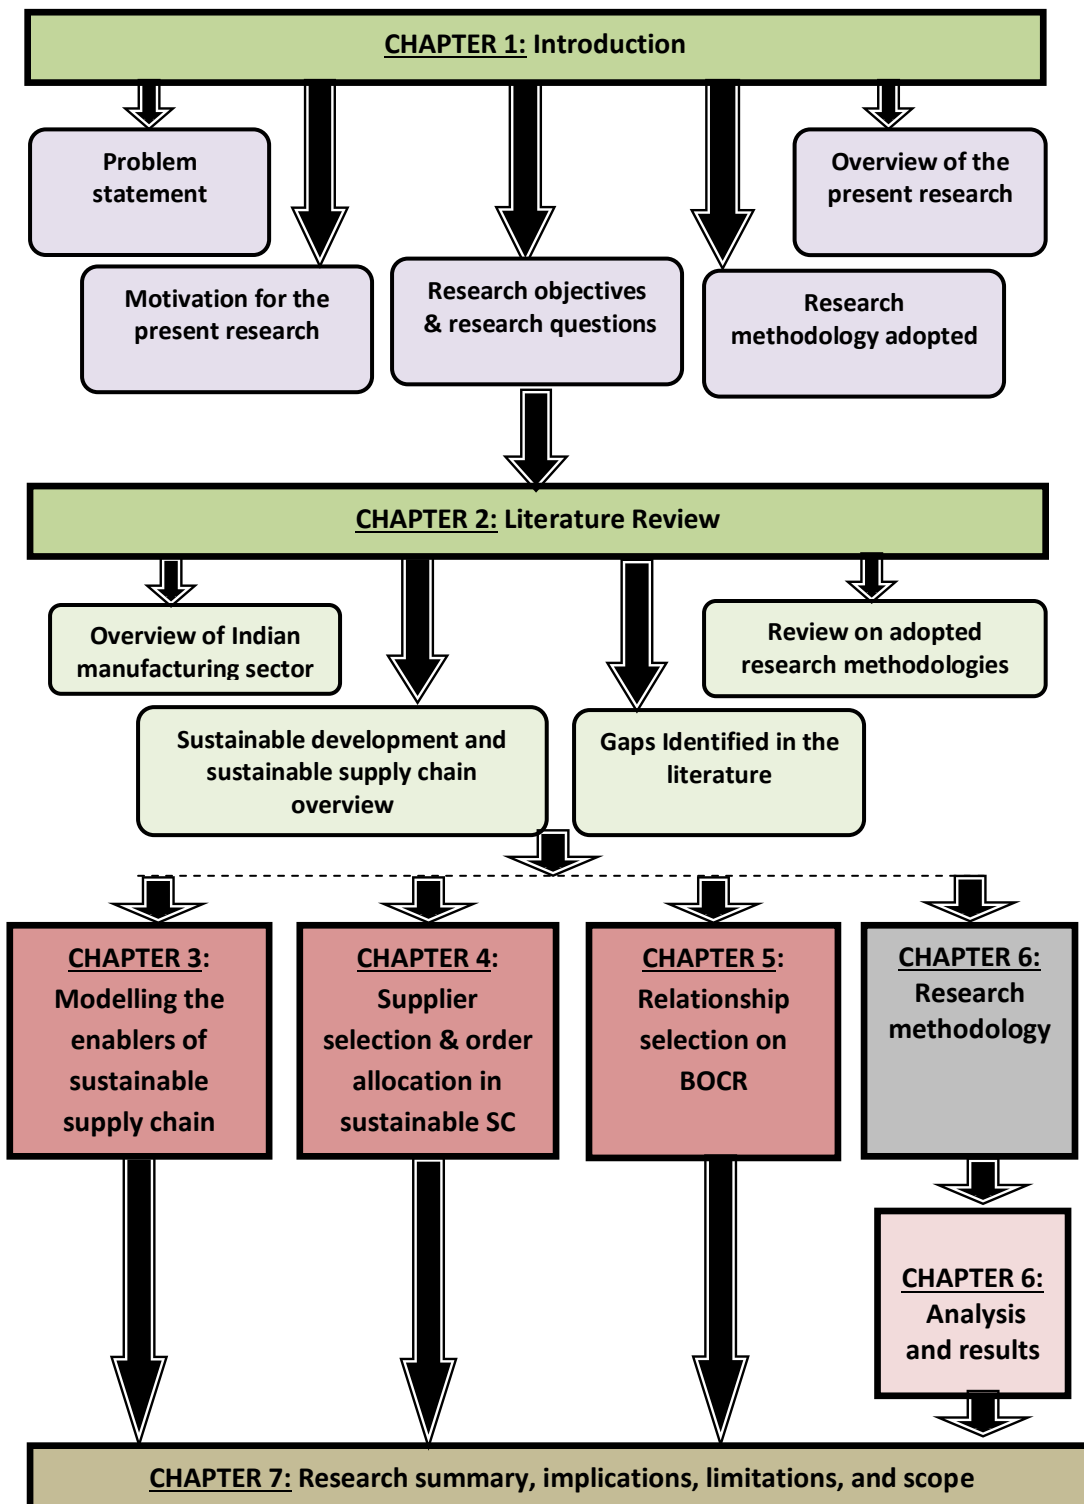 CHAPTER 1: Introduction
Problem
statement
Overview of the
present research
Motivation for the
present research
Research objectives
& research questions
Research
methodology adopted
CHAPTER 2: Literature Review
Overview of Indian
manufacturing sector
Review on adopted
research methodologies
Sustainable development and
sustainable supply chain
overview
Gaps Identified in the
literature
CHAPTER 3:
Modelling the
enablers of
sustainable
supply chain
CHAPTER 4:
Supplier
selection & order
allocation in
sustainable SC
CHAPTER 5:
Relationship
selection on
BOCR
CHAPTER 6:
Research
methodology
CHAPTER 6:
Analysis
and results
CHAPTER 7: Research summary, implications, limitations, and scope